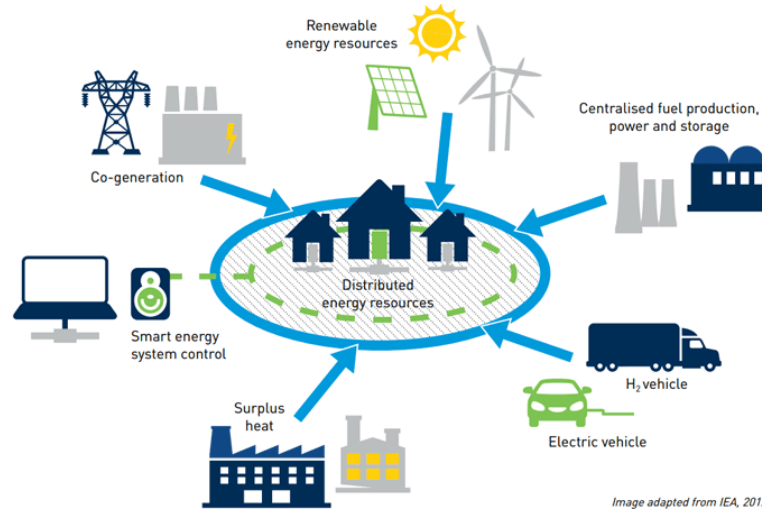 Renewable
energy resources
Centralised fuel production,
power and storage
Co-generation
Distributed
energy resources
Smart energy
system control
H₂ vehicle
Surplus
heat
Electric vehicle
Image adapted from IEA, 201